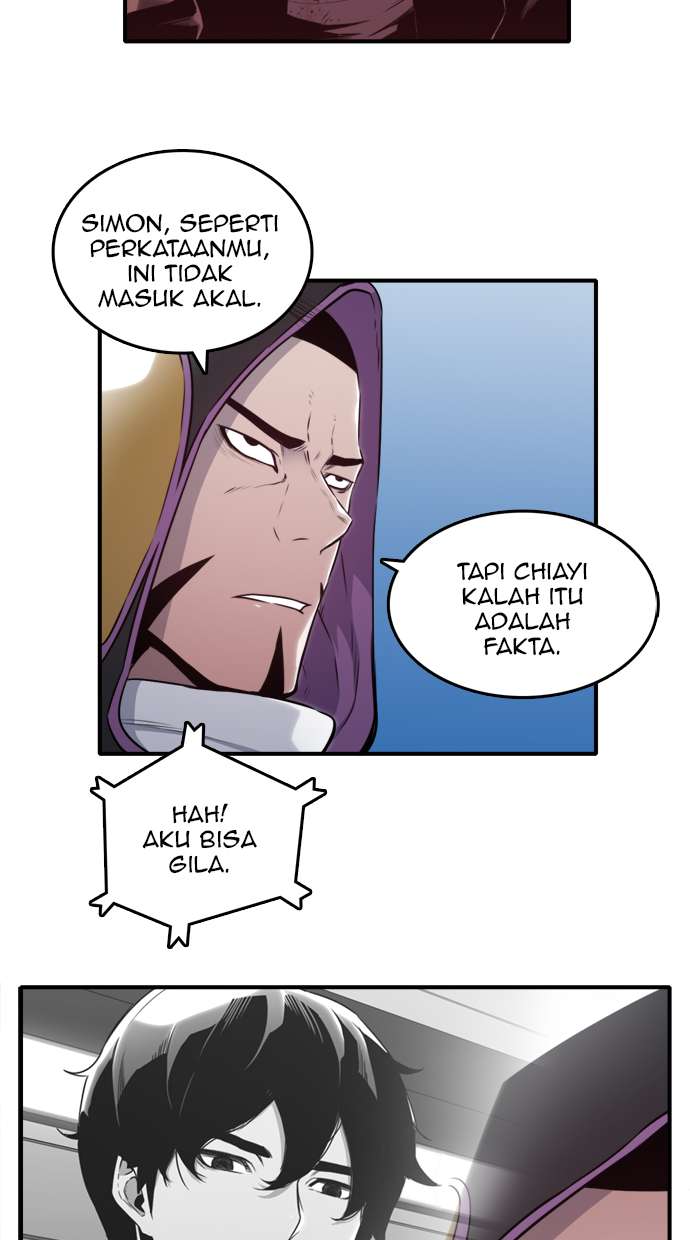 SIMON, SEPERTI
PERKATAANMU,
INI TIDAK
MASUK AKAL.
TAPI CHIAYI
KALAH ITU
ADALAH
FAKTA.
HAH!
AKU BISA
GILA.